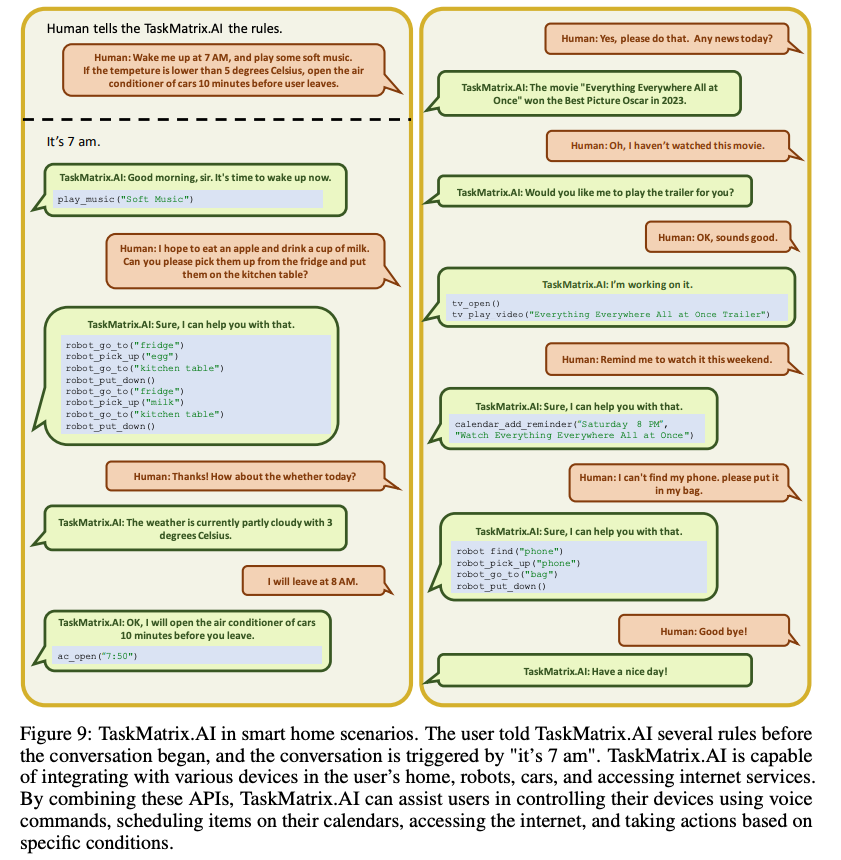 Human tells the TaskMatrix.AI the rules.
Human: Wake me up at 7 AM, and play some soft music.
If the tempeture is lower than 5 degrees Celsius, open the air
conditioner of cars 10 minutes before user leaves.
It's 7 am.
TaskMatrix.AI: Good morning, sir. It's time to wake up now.
play_music("Soft Music")
Human: I hope to eat an apple and drink a cup of milk.
Can you please pick them up from the fridge and put
them on the kitchen table?
TaskMatrix.AI: Sure, I can help you with that.
robot_go_to("fridge")
robot_pick_up("egg")
robot_go_to("kitchen table")
robot_put_down()
robot_go_to("fridge")
robot_pick_up("milk")
robot_go_to("kitchen table")
robot_put_down()
Human: Thanks! How about the whether today?
TaskMatrix.AI: The weather is currently partly cloudy with 3
degrees Celsius.
I will leave at 8 AM.
TaskMatrix.AI: OK, I will open the air conditioner of cars
10 minutes before you leave.
ac_open("7:50")
Human: Yes, please do that.  Any news today?
TaskMatrix.AI: The movie "Everything Everywhere All at
Once" won the Best Picture Oscar in 2023.
Human: Oh, I haven't watched this movie.
TaskMatrix.AI: Would you like me to play the trailer for you?
Human: OK, sounds good.
TaskMatrix.AI: I'm working on it.
tv_open()
tv play video("Everything Everywhere All at Once Trailer")
Human: Remind me to watch it this weekend.
TaskMatrix.AI: Sure, I can help you with that.
calendar_add_reminder("Saturday 8 PM",
"Watch Everything Everywhere All at Once")
Human: I can't find my phone. please put it
in my bag.
TaskMatrix.AI: Sure, I can help you with that.
robot find("phone")
robot_pick_up("phone")
robot_go_to("bag")
robot_put_down()
Human: Good bye!
TaskMatrix.AI: Have a nice day!
Figure 9: TaskMatrix.AI in smart home scenarios. The user told TaskMatrix.AI several rules before
the conversation began, and the conversation is triggered by "it's 7 am". TaskMatrix.AI is capable
of integrating with various devices in the user's home, robots, cars, and accessing internet services.
By combining these APIs, TaskMatrix.AI can assist users in controlling their devices using voice
commands, scheduling items on their calendars, accessing the internet, and taking actions based on
specific conditions.